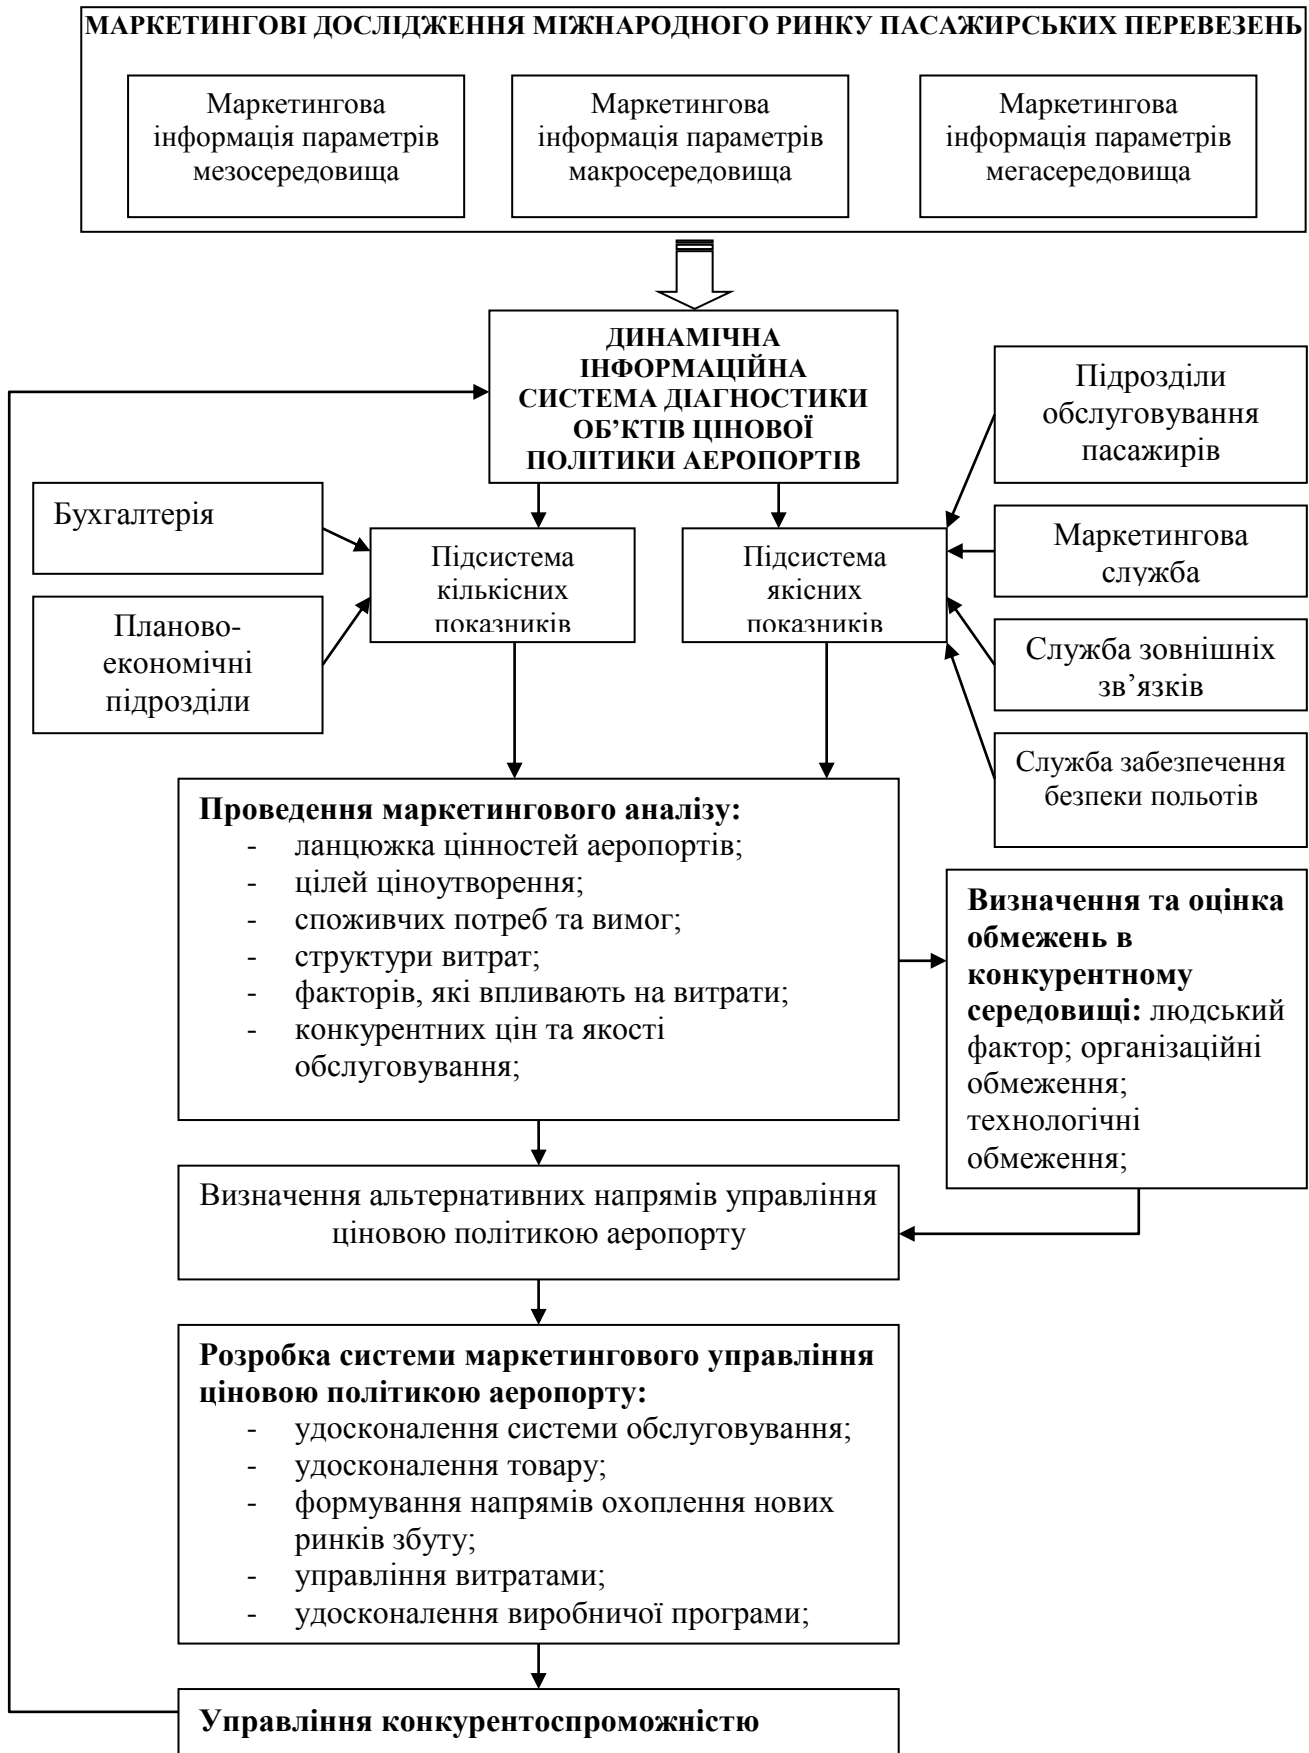 МАРКЕТИНГОВІ ДОСЛІДЖЕННЯ МІЖНАРОДНОГО РИНКУ ПАСАЖИРСЬКИХ ПЕРЕВЕЗЕНЬ
Маркетингова
інформація параметрів
мезосередовища
Маркетингова
інформація параметрів
макросередовища
Маркетингова
інформація параметрів
мегасередовища
ДИНАМІЧНА
ІНФОРМАЦІЙНА
СИСТЕМА ДІАГНОСТИКИ
ОБ’КТІВ ЦІНОВОЇ
ПОЛІТИКИ АЕРОПОРТІВ
Бухгалтерія
Планово-
економічні
підрозділи
Підсистема
кількісних
показників
Підсистема
якісних
показників
Підрозділи
обслуговування
пасажирів
Маркетингова
служба
Служба зовнішніх
зв’язків
Служба забезпечення
безпеки польотів
Проведення маркетингового аналізу:
- ланцюжка цінностей аеропортів;
- цілей ціноутворення;
- споживчих потреб та вимог;
- структури витрат;
- факторів, які впливають на витрати;
- конкурентних цін та якості
обслуговування;
Визначення та оцінка
обмежень в
конкурентному
середовищі: людський
фактор; організаційні
обмеження;
технологічні
обмеження;
Визначення альтернативних напрямів управління
ціновою політикою аеропорту
Розробка системи маркетингового управління
ціновою політикою аеропорту:
- удосконалення системи обслуговування;
- удосконалення товару;
- формування напрямів охоплення нових
ринків збуту;
- управління витратами;
- удосконалення виробничої програми;
Управління конкурентоспроможністю